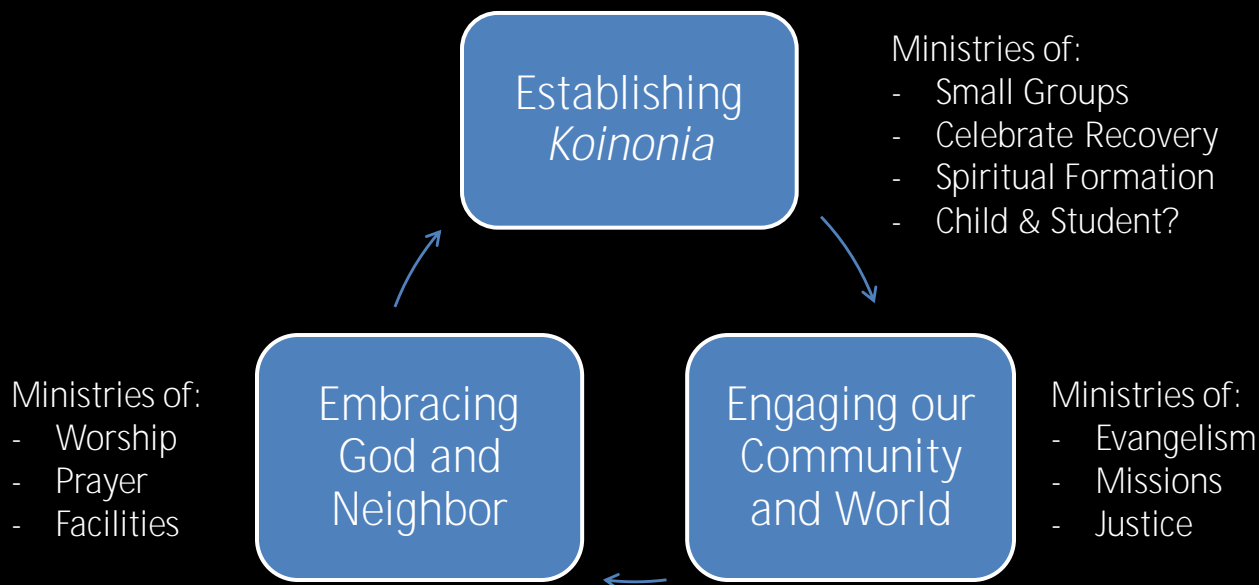 Establishing
Koinonia
Ministries of:
- Small Groups
- Celebrate Recovery
- Spiritual Formation
- Child & Student?
Ministries of:
- Worship
- Prayer
- Facilities
Embracing
God and
Neighbor
Engaging our
Community
and World
Ministries of:
- Evangelism
- Missions
- Justice